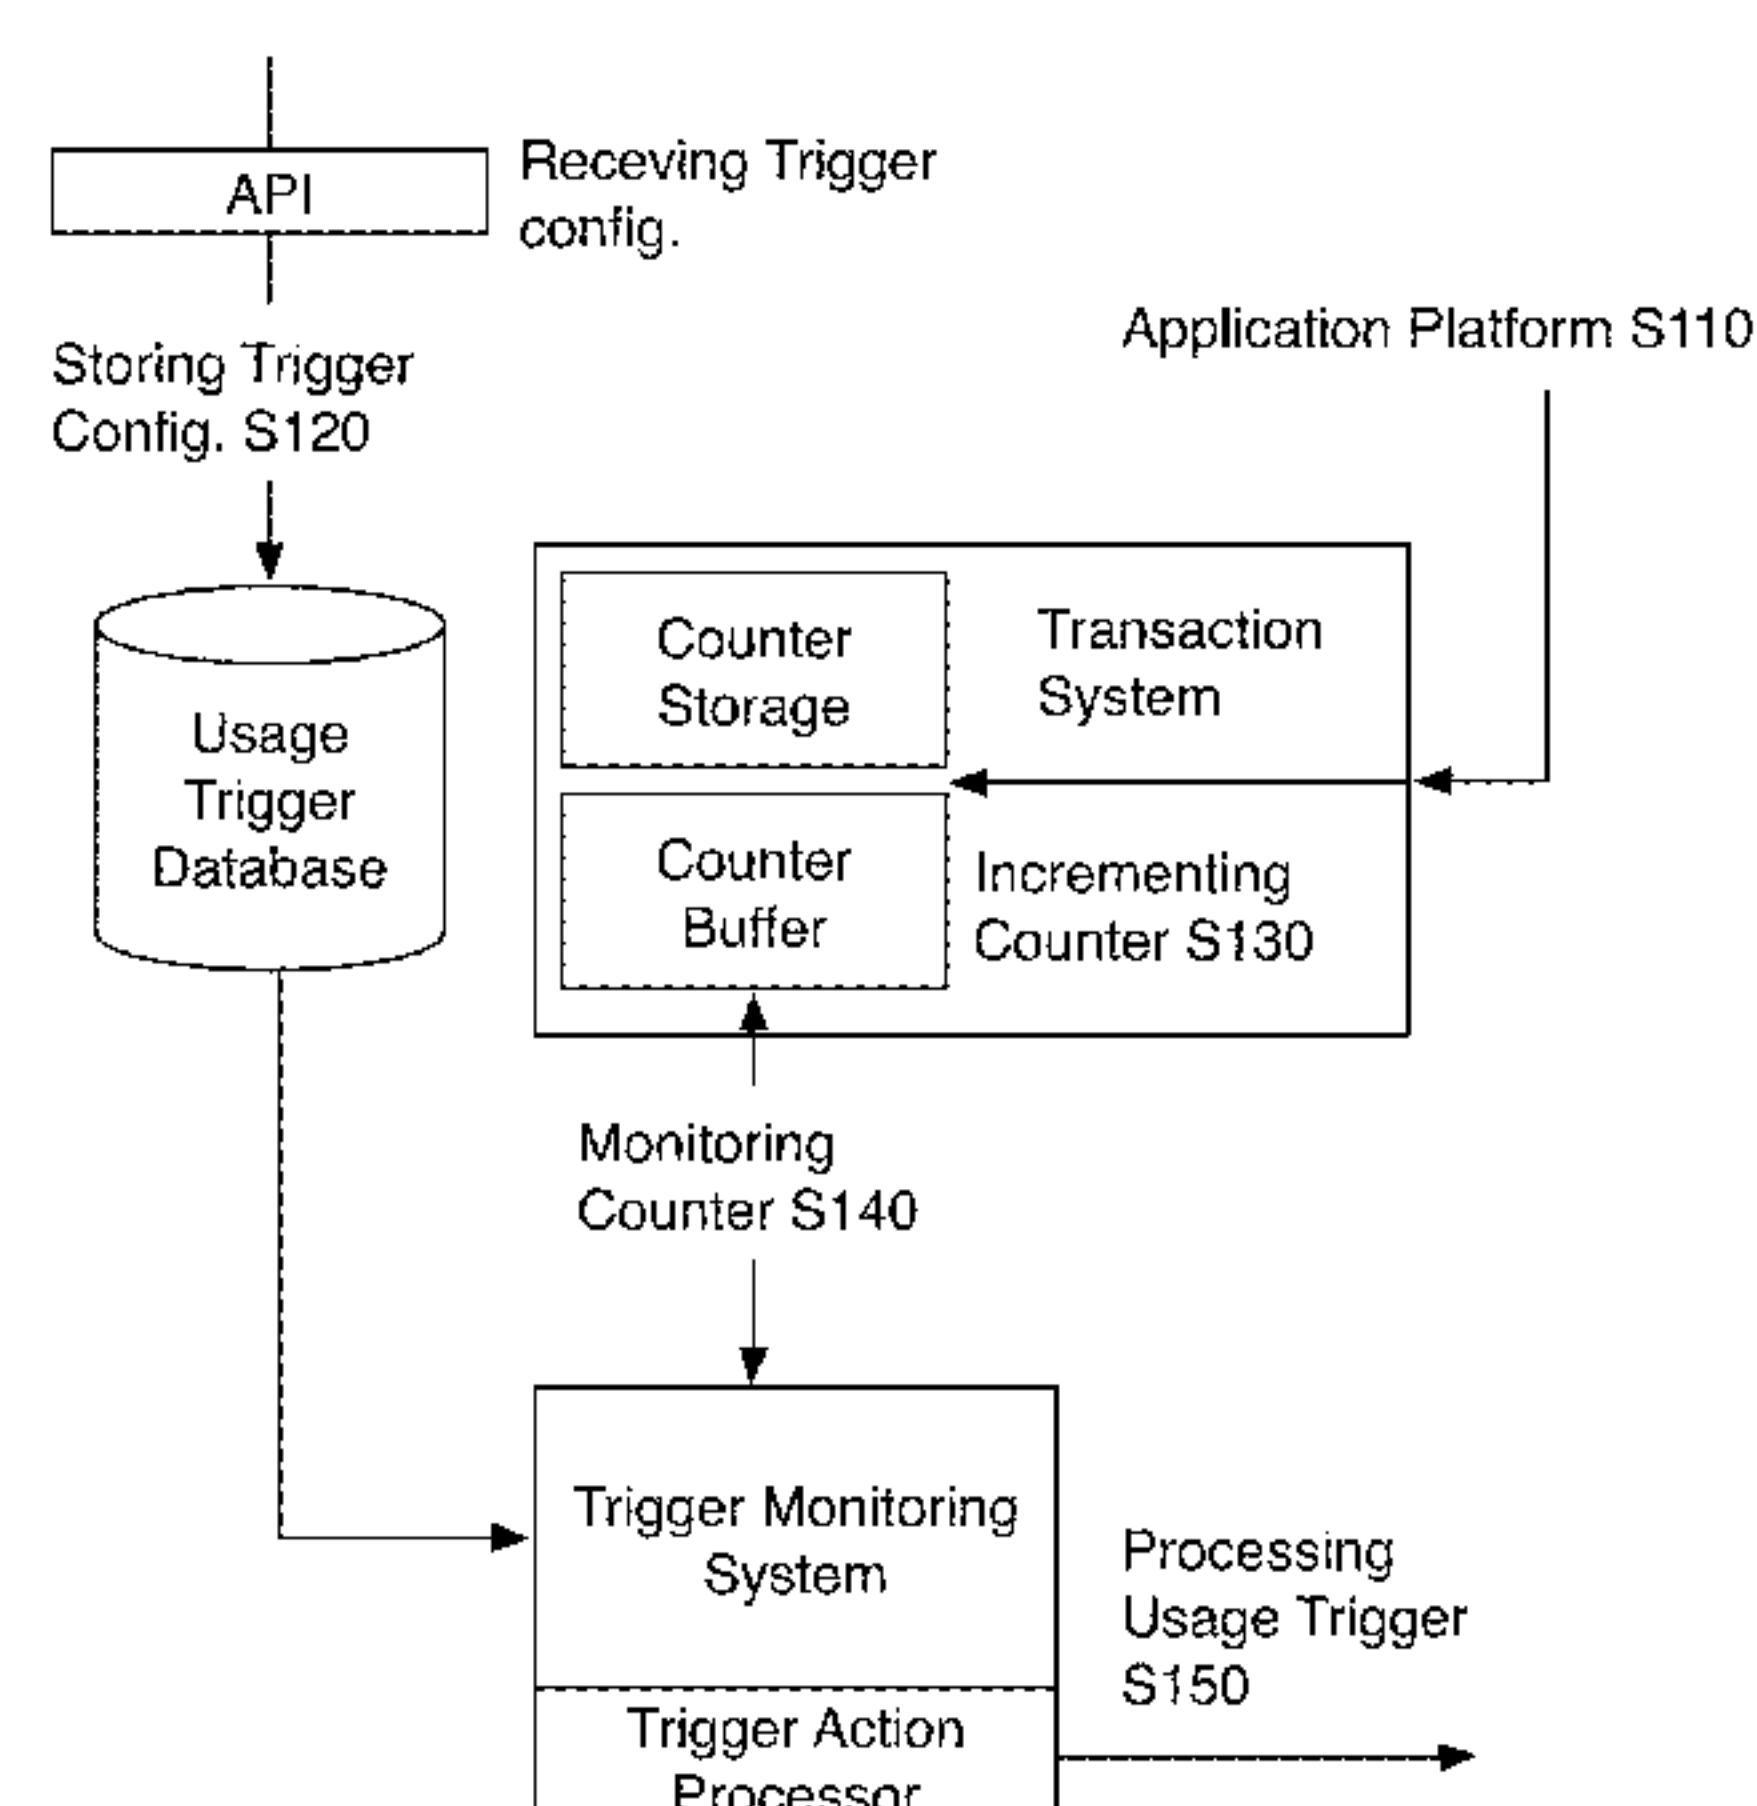 API
Receving Trigger
config.
Storing Trigger
Config. S120
Application Platform S110
Usage
Trigger
Database
Counter
Storage
Transaction
System
Counter
Buffer
Incrementing
Counter S130
Monitoring
Counter S140
Trigger Monitoring
System
Processing
Usage Trigger
S150
Trigger Action
Processor